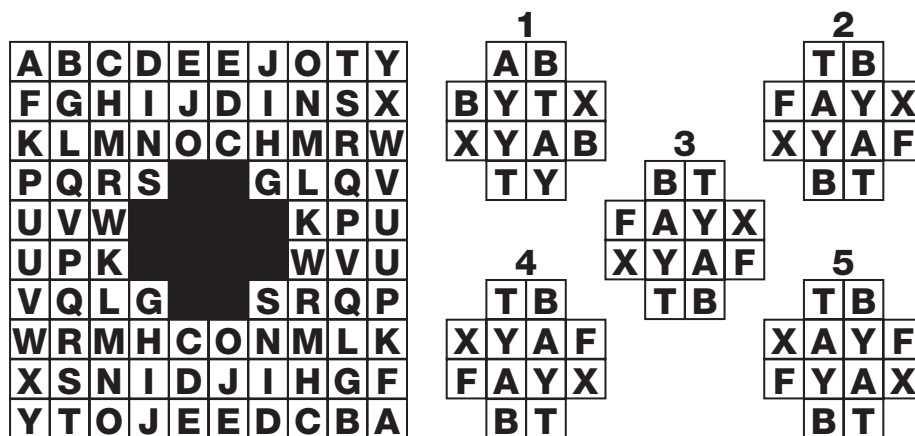 A B C D E E J O T Y
F G H I J D I N S X
K L M N O C H M R W
P Q R S G L Q V
U V W K P U
U P K W V U
V Q L G S R Q P
W R M H C O N M L K
X S N I D J I H G F
Y T O J E E D C B A
1
A B
B Y T X
X Y A B
T Y
2
T B
F A Y X
X Y A F
B T
3
B T
F A Y X
X Y A F
T B
4
T B
X Y A F
F A Y X
B T
5
T B
X A Y F
F Y A X
B T